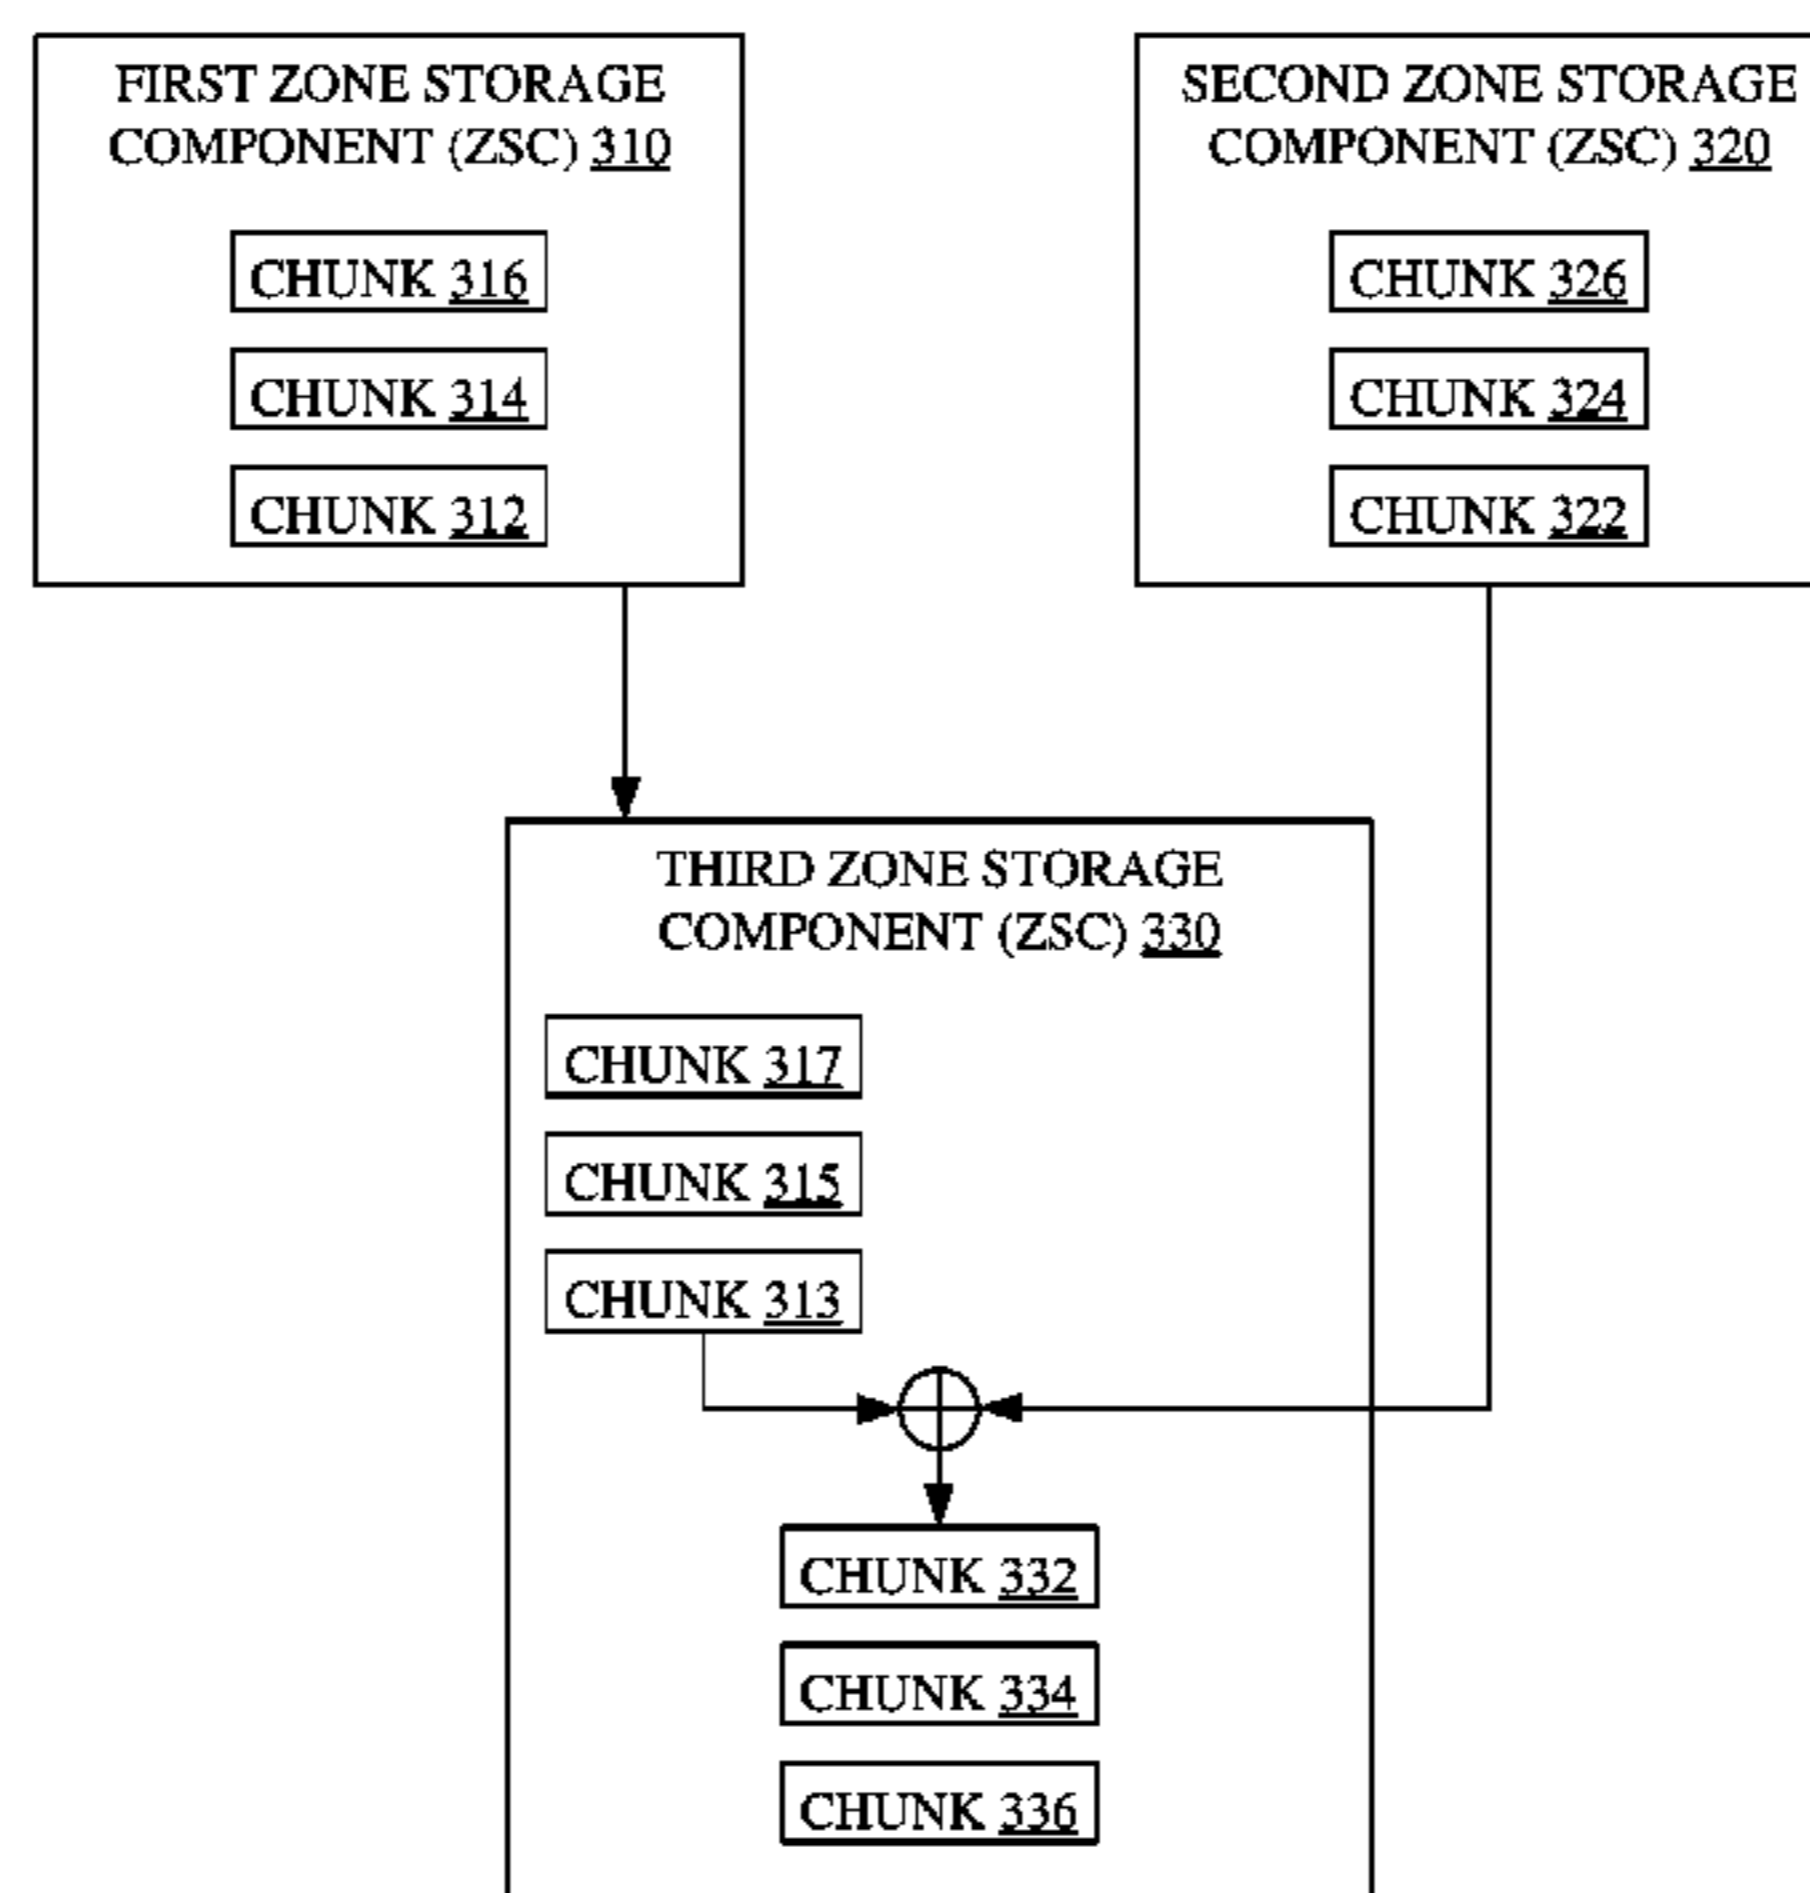 FIRST ZONE STORAGE
COMPONENT (ZSC) 310
CHUNK 316
CHUNK 314
CHUNK 312
SECOND ZONE STORAGE
COMPONENT (ZSC) 320
CHUNK 326
CHUNK 324
CHUNK 322
THIRD ZONE STORAGE
COMPONENT (ZSC) 330
CHUNK 317
CHUNK 315
CHUNK 313
CHUNK 332
CHUNK 334
CHUNK 336